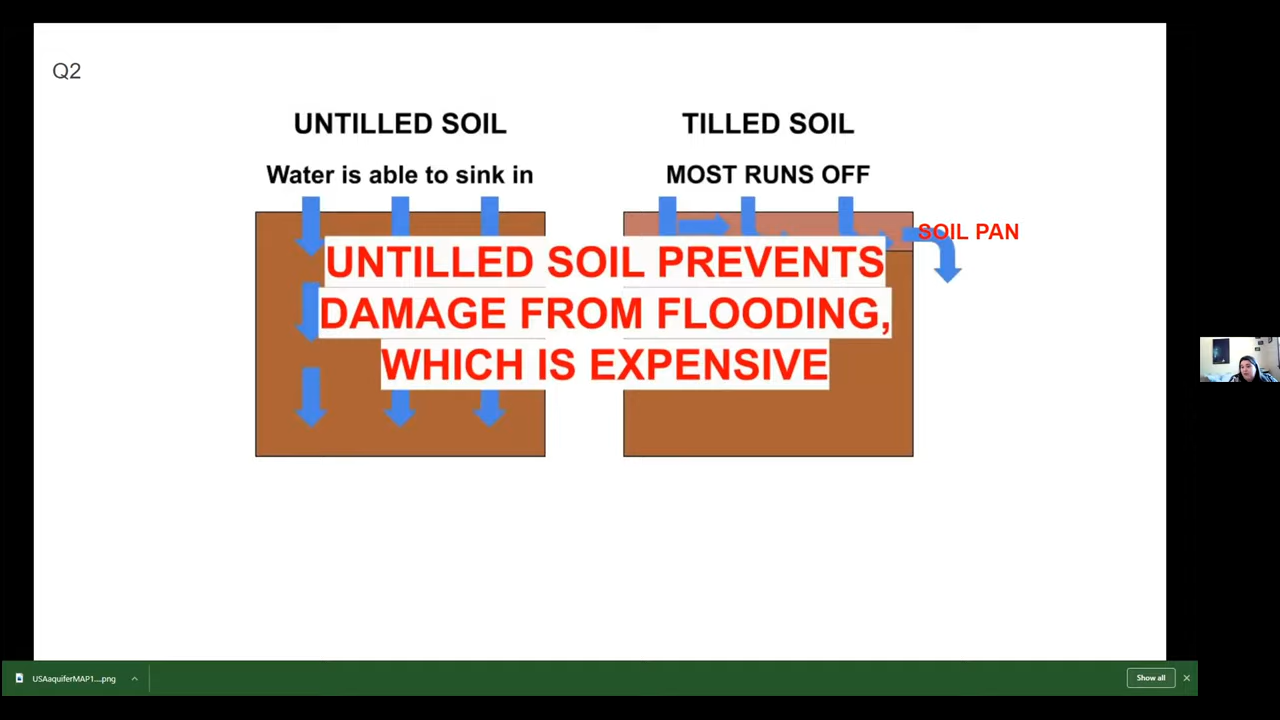 Q2
UNTILLED SOIL
TILLED SOIL
Water is able to sink in
MOST RUNS OFF
SOIL PAN
UNTILLED SOIL PREVENTS
DAMAGE FROM FLOODING,
WHICH IS EXPENSIVE
USAaquiferMAP1....png
Show all